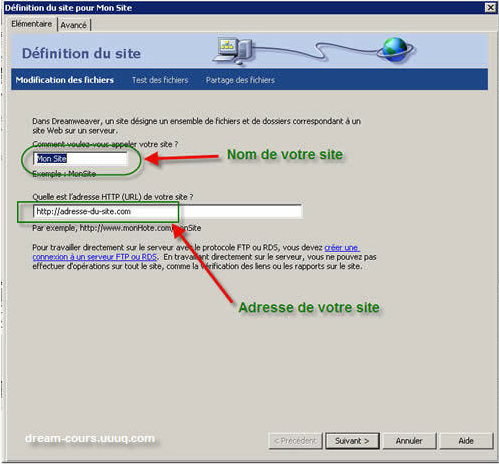 Définition du site pour Mon Site
Elémentaire Avancé
Définition du site
Modification des fichiers Test des fichiers Partage des fichiers
Dans Dreamweaver, un site désigne un ensemble de fichiers et de dossiers correspondant à un
site Web sur un serveur.
Comment voulez-vous appeler votre site ?
Mon Site
Nom de votre site
Exemple : MonSite
Quelle est l'adresse HTTP (URL) de votre site ?
http://adresse-du-site.com
Par exemple, http://www.monHote.com/monSite
Pour travailler directement sur le serveur avec le protocole FTP ou RDS, vous devez créer une
connexion à un serveur FTP ou RDS. En travaillant directement sur le serveur, vous ne pouvez pas
effectuer d'opérations sur tout le site, comme la vérification des liens ou les rapports sur le site.
Adresse de votre site
dream-cours.uuuq.com
< Précédent Suivant > Annuler Aide